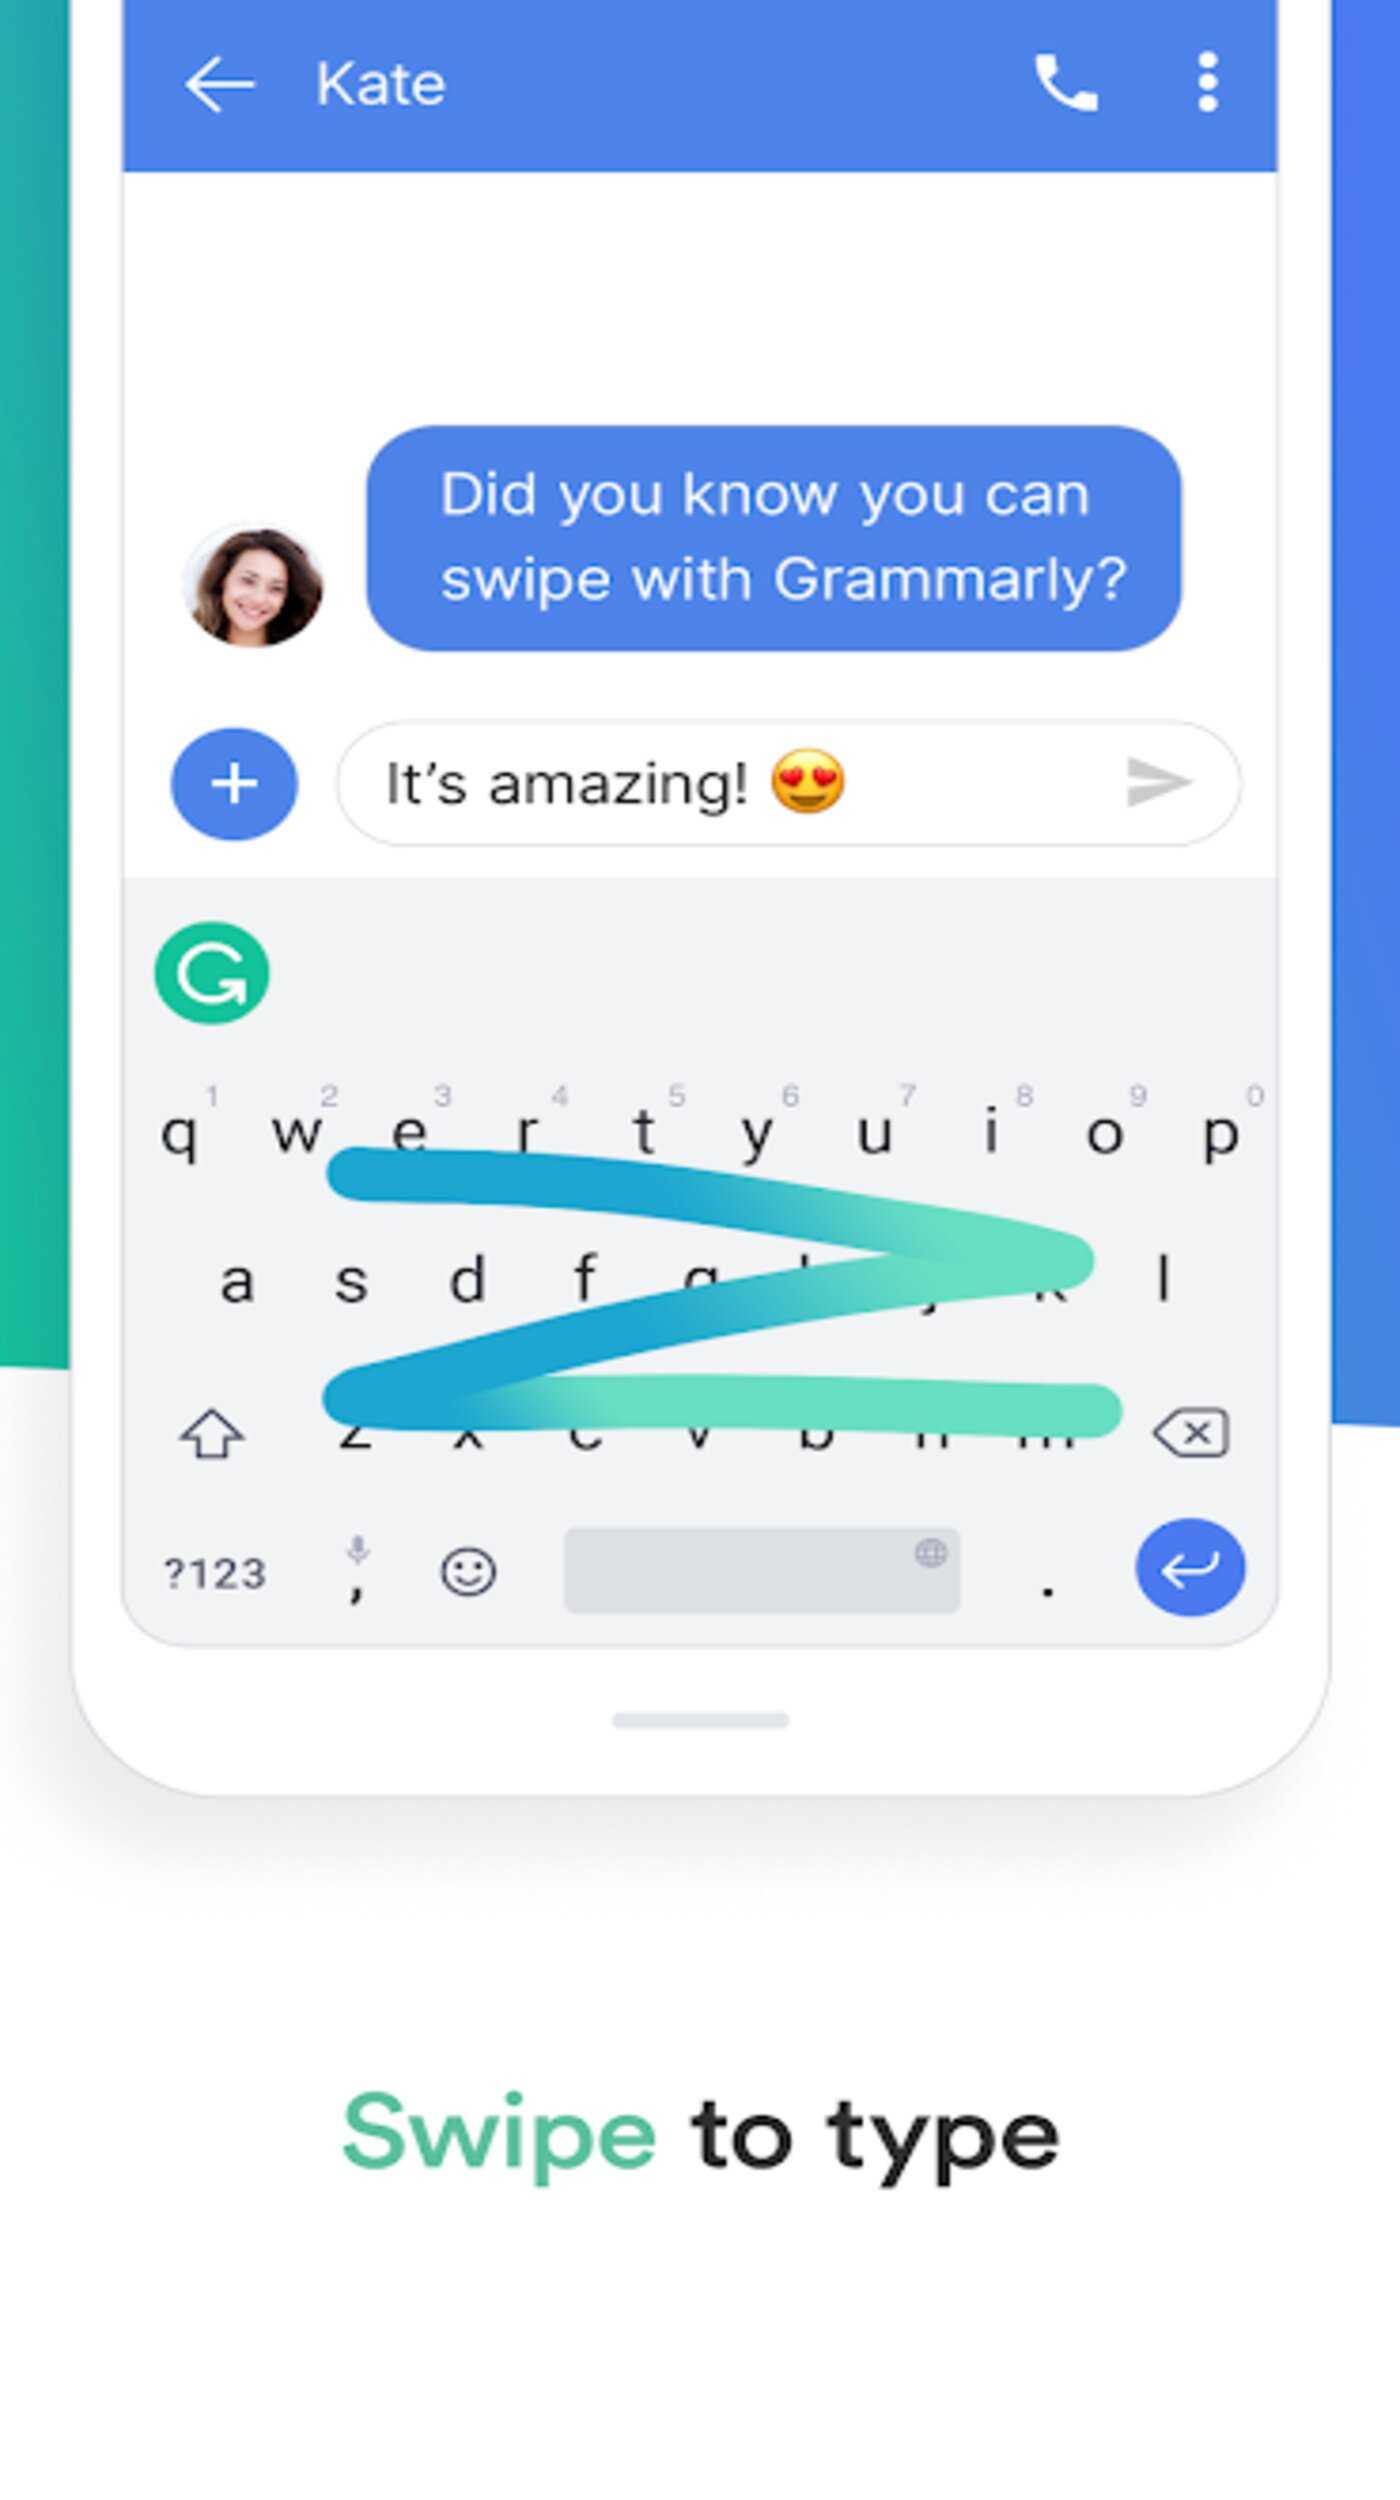 Kate
Did you know you can
swipe with Grammarly?
It’s amazing! 😍
1 2 3 4 5 6 7 8 9 0
q w e r t y u i o p
a s d f g k l
z x c v b n m
?123 , .
Swipe to type